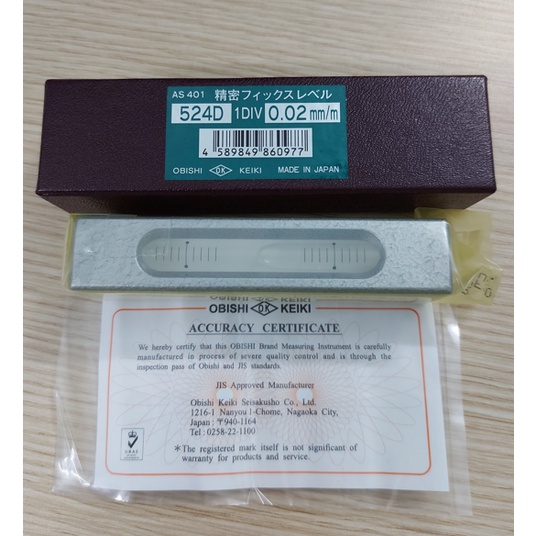 AS 401 精密フィックスレベル
524D 1DIV 0.02 mm/m
4 589849 860977
OBISHI DK KEIKI MADE IN JAPAN
OBISHI DK KEIKI
ACCURACY CERTIFICATE
We hereby certify that this OBISHI Brand Measuring Instrument is carefully
manufactured in process of severe quality control and is through the
inspection pass of Obishi and JIS standards.
JIS Approved Manufacturer
Obishi Keiki Seisakusho Co., Ltd.
1216-1 Nanyou 1-Chome, Nagaoka City,
Japan : 〒940-1164
Tel : 0258-22-1100
UKAS
*The registered mark itself is not significant of
warranty for products and service.